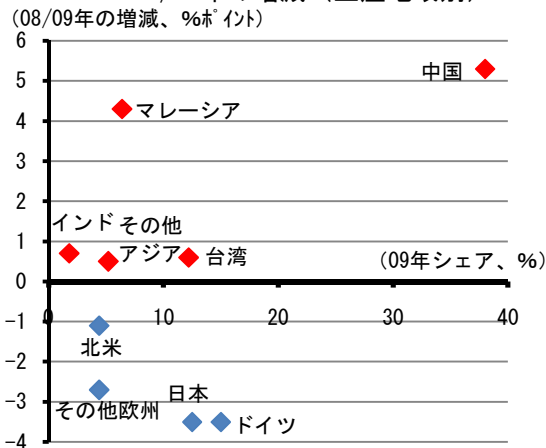 (08/09年の増減、%ﾎﾟｲﾝﾄ)
6
5
中国
マレーシア
4
3
2
インド その他
アジア
台湾
1
(09年シェア、%)
0
0 10 20 30 40
-1
北米
-2
その他欧州
日本
-3
ドイツ
-4